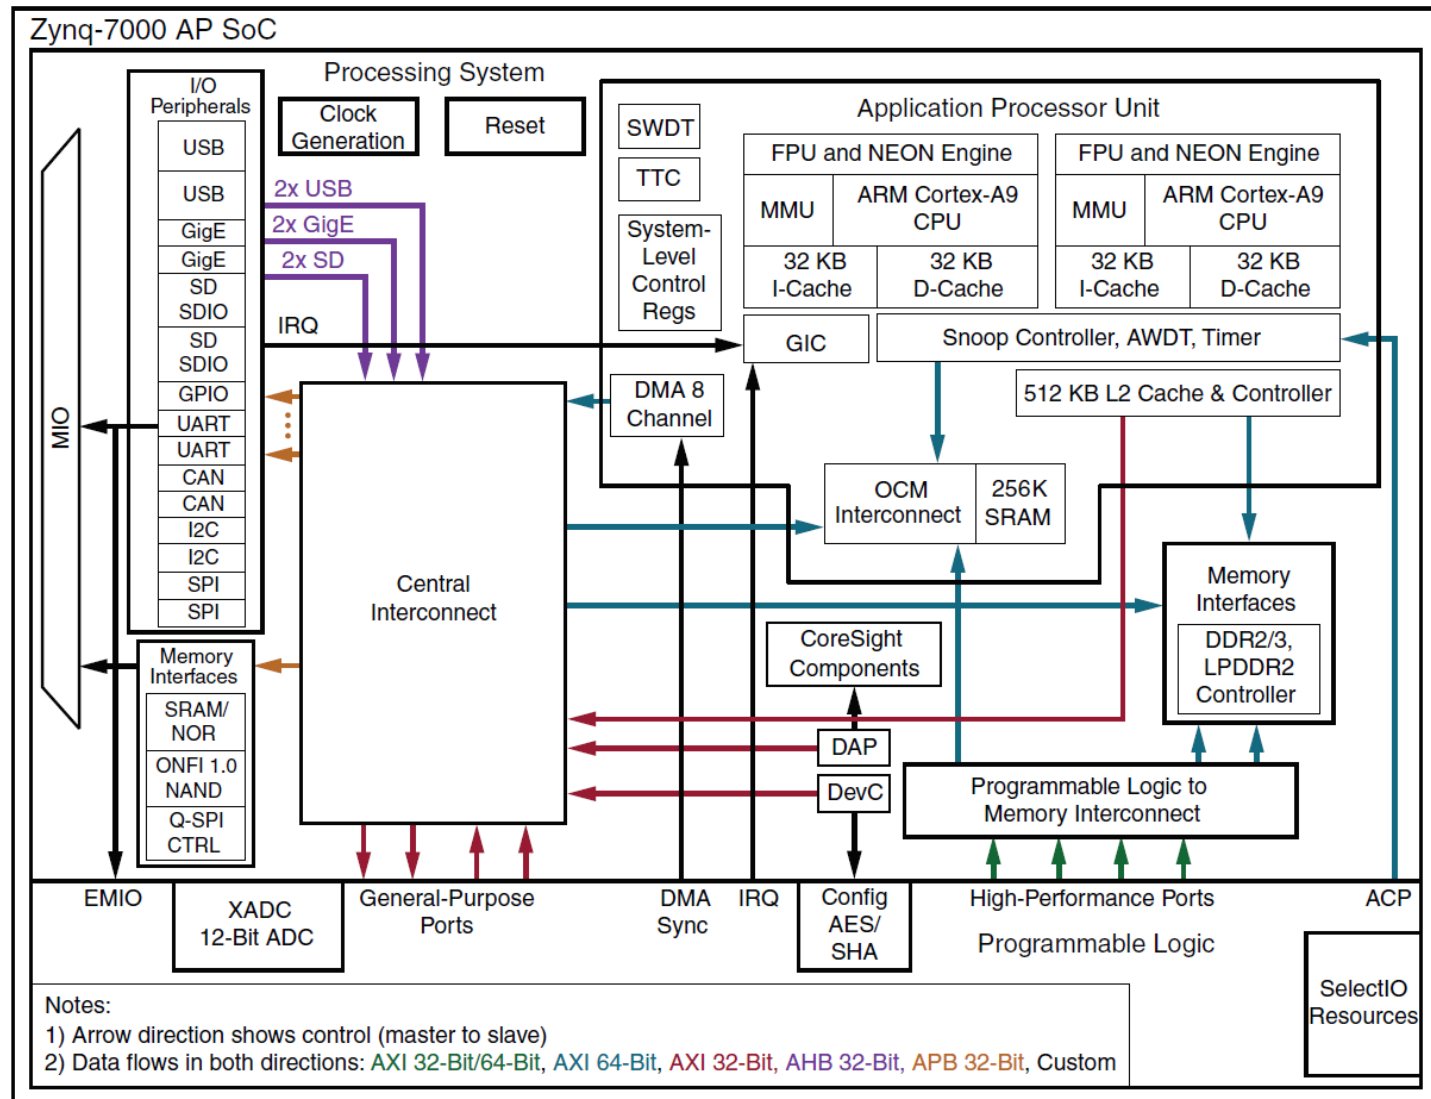 Zynq-7000 AP SoC
Processing System
I/O
Peripherals
USB
USB
GigE
GigE
SD
SDIO
SD
SDIO
GPIO
UART
UART
CAN
CAN
I2C
I2C
SPI
SPI
MIO
Clock
Generation
Reset
2x USB
2x GigE
2x SD
IRQ
Application Processor Unit
SWDT
TTC
System-
Level
Control
Regs
FPU and NEON Engine
MMU
ARM Cortex-A9
CPU
32 KB
I-Cache
32 KB
D-Cache
FPU and NEON Engine
MMU
ARM Cortex-A9
CPU
32 KB
I-Cache
32 KB
D-Cache
GIC
Snoop Controller, AWDT, Timer
DMA 8
Channel
512 KB L2 Cache & Controller
OCM
Interconnect
256K
SRAM
Central
Interconnect
Memory
Interfaces
DDR2/3,
LPDDR2
Controller
CoreSight
Components
DAP
DevC
Programmable Logic to
Memory Interconnect
Memory
Interfaces
SRAM/
NOR
ONFI 1.0
NAND
Q-SPI
CTRL
EMIO
XADC
12-Bit ADC
General-Purpose
Ports
DMA
Sync
IRQ
Config
AES/
SHA
High-Performance Ports
ACP
Programmable Logic
SelectIO
Resources
Notes:
1) Arrow direction shows control (master to slave)
2) Data flows in both directions: AXI 32-Bit/64-Bit, AXI 64-Bit, AXI 32-Bit, AHB 32-Bit, APB 32-Bit, Custom